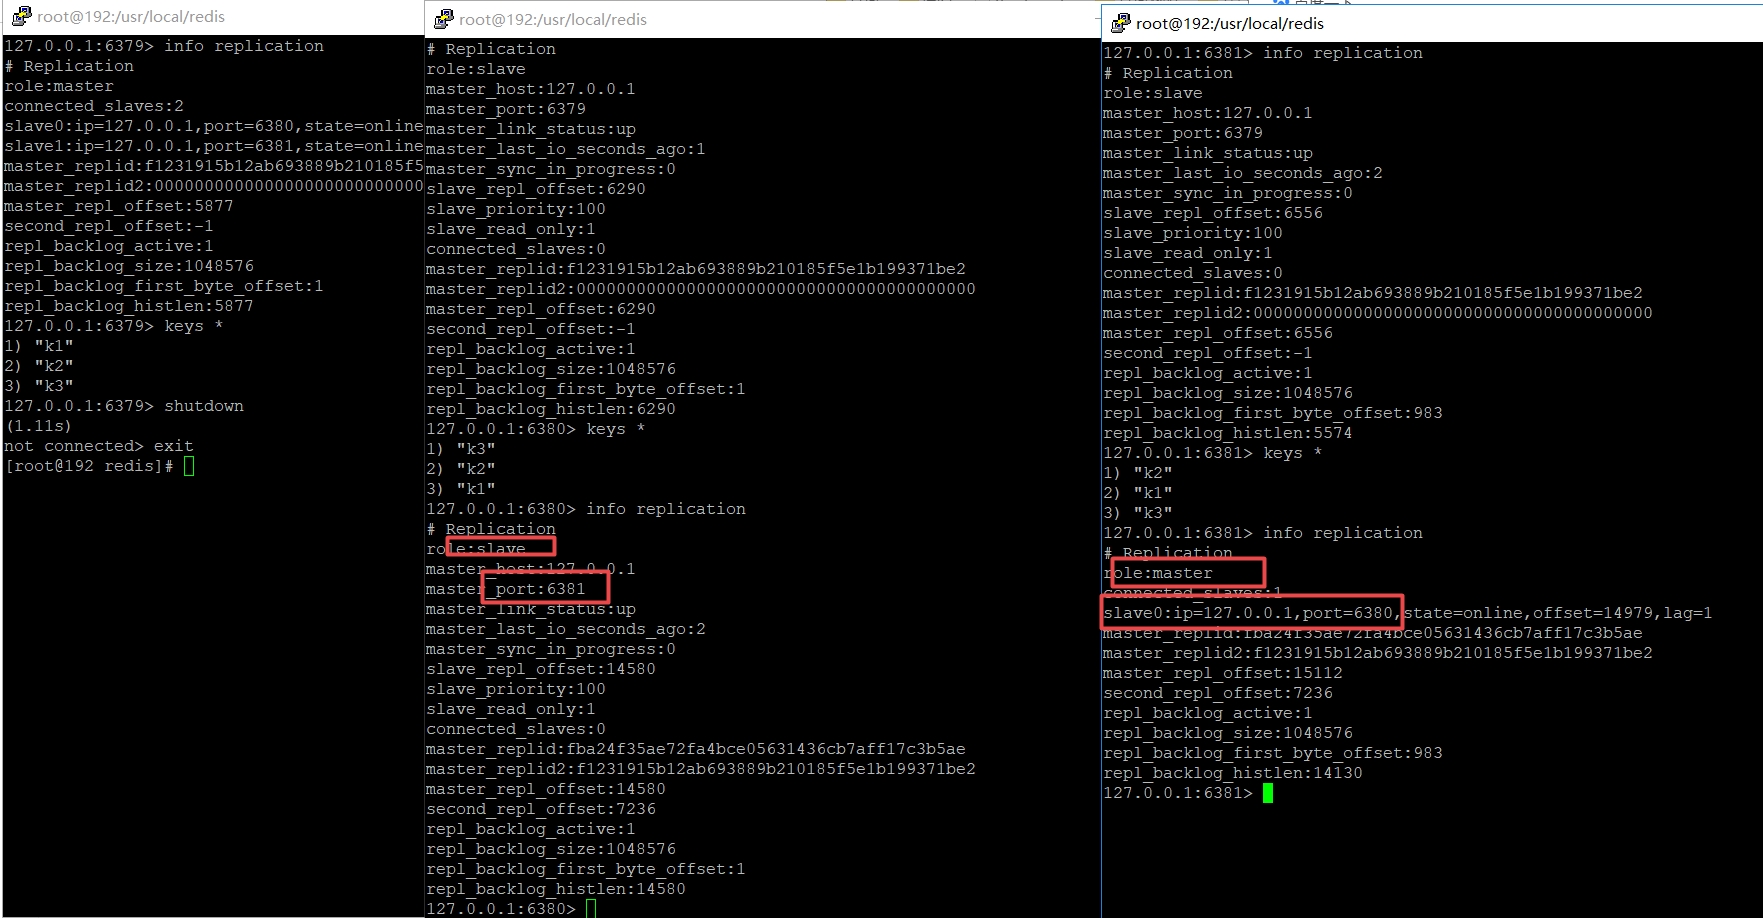 root@192:/usr/local/redis
127.0.0.1:6379> info replication
# Replication
role:master
connected_slaves:2
slave0:ip=127.0.0.1,port=6380,state=online
slave1:ip=127.0.0.1,port=6381,state=online
master_replid:f1231915b12ab693889b210185f5
master_replid2:000000000000000000000000000
master_repl_offset:5877
second_repl_offset:-1
repl_backlog_active:1
repl_backlog_size:1048576
repl_backlog_first_byte_offset:1
repl_backlog_histlen:5877
127.0.0.1:6379> keys *
1) "k1"
2) "k2"
3) "k3"
127.0.0.1:6379> shutdown
(1.11s)
not connected> exit
[root@192 redis]#
root@192:/usr/local/redis
# Replication
role:slave
master_host:127.0.0.1
master_port:6379
master_link_status:up
master_last_io_seconds_ago:1
master_sync_in_progress:0
slave_repl_offset:6290
slave_priority:100
slave_read_only:1
connected_slaves:0
master_replid:f1231915b12ab693889b210185f5e1b199371be2
master_replid2:0000000000000000000000000000000000000000
master_repl_offset:6290
second_repl_offset:-1
repl_backlog_active:1
repl_backlog_size:1048576
repl_backlog_first_byte_offset:1
repl_backlog_histlen:6290
127.0.0.1:6380> keys *
1) "k3"
2) "k2"
3) "k1"
127.0.0.1:6380> info replication
# Replication
role:slave
master_host:127.0.0.1
master_port:6381
master_link_status:up
master_last_io_seconds_ago:2
master_sync_in_progress:0
slave_repl_offset:14580
slave_priority:100
slave_read_only:1
connected_slaves:0
master_replid:fba24f35ae72fa4bce05631436cb7aff17c3b5ae
master_replid2:f1231915b12ab693889b210185f5e1b199371be2
master_repl_offset:14580
second_repl_offset:7236
repl_backlog_active:1
repl_backlog_size:1048576
repl_backlog_first_byte_offset:1
repl_backlog_histlen:14580
127.0.0.1:6380>
root@192:/usr/local/redis
127.0.0.1:6381> info replication
# Replication
role:slave
master_host:127.0.0.1
master_port:6379
master_link_status:up
master_last_io_seconds_ago:2
master_sync_in_progress:0
slave_repl_offset:6556
slave_priority:100
slave_read_only:1
connected_slaves:0
master_replid:f1231915b12ab693889b210185f5e1b199371be2
master_replid2:0000000000000000000000000000000000000000
master_repl_offset:6556
second_repl_offset:-1
repl_backlog_active:1
repl_backlog_size:1048576
repl_backlog_first_byte_offset:983
repl_backlog_histlen:5574
127.0.0.1:6381> keys *
1) "k2"
2) "k1"
3) "k3"
127.0.0.1:6381> info replication
# Replication
role:master
connected_slaves:1
slave0:ip=127.0.0.1,port=6380,state=online,offset=14979,lag=1
master_replid:fba24f35ae72fa4bce05631436cb7aff17c3b5ae
master_replid2:f1231915b12ab693889b210185f5e1b199371be2
master_repl_offset:15112
second_repl_offset:7236
repl_backlog_active:1
repl_backlog_size:1048576
repl_backlog_first_byte_offset:983
repl_backlog_histlen:14130
127.0.0.1:6381>